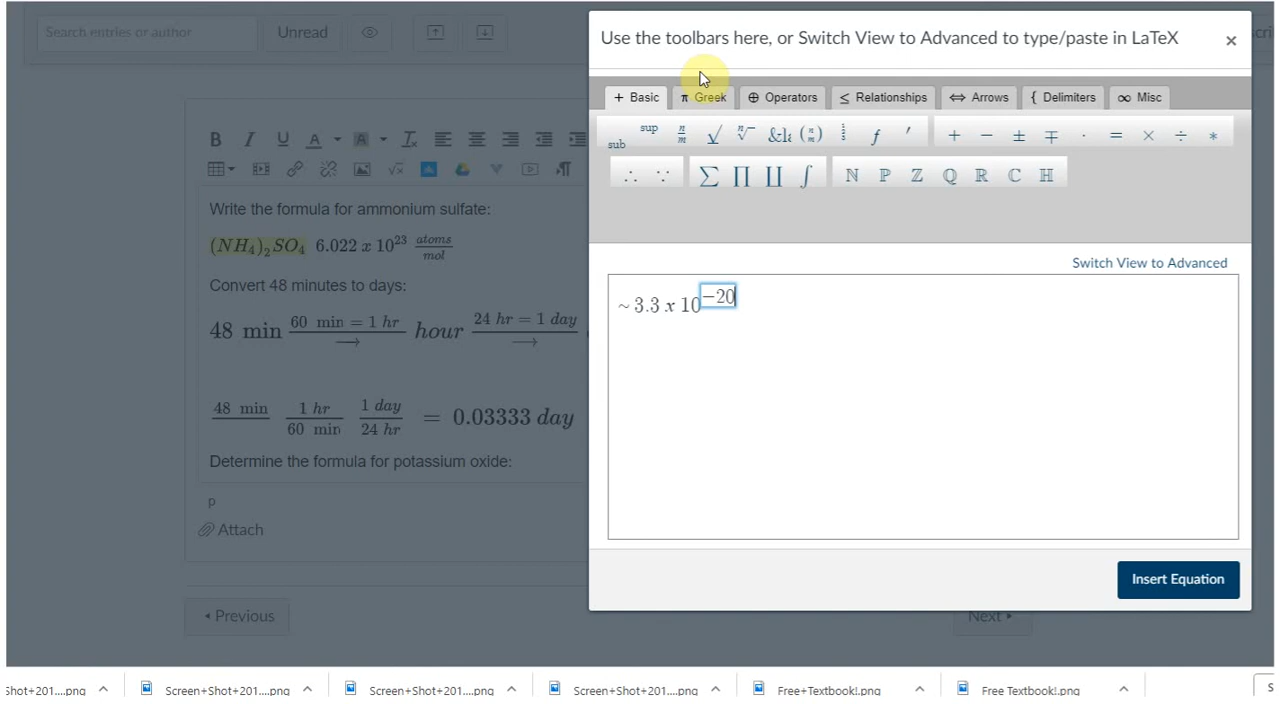 Search entries or author Unread
Use the toolbars here, or Switch View to Advanced to type/paste in LaTeX ×
+ Basic π Greek ⊕ Operators ≤ Relationships ⇔ Arrows { Delimiters ∞ Misc
B I U A A T
sub sup n/m √ n√ &la (n m) ⋮ f ′ + − ± ∓ · = × ÷ *
∴ ∵ ∑ ∏ ∐ ∫ ℕ ℙ ℤ ℚ ℝ ℂ ℍ
Switch View to Advanced
~ 3.3 x 10^−20
Write the formula for ammonium sulfate:
(NH₄)₂SO₄ 6.022 x 10²³ atoms/mol
Convert 48 minutes to days:
48 min 60 min = 1 hr → hour 24 hr = 1 day →
48 min 1 hr/60 min 1 day/24 hr = 0.03333 day
Determine the formula for potassium oxide:
p
Attach
Insert Equation
Previous Next
Shot+201....png Screen+Shot+201....png Screen+Shot+201....png Screen+Shot+201....png Free+Textbook!.png Free Textbook!.png